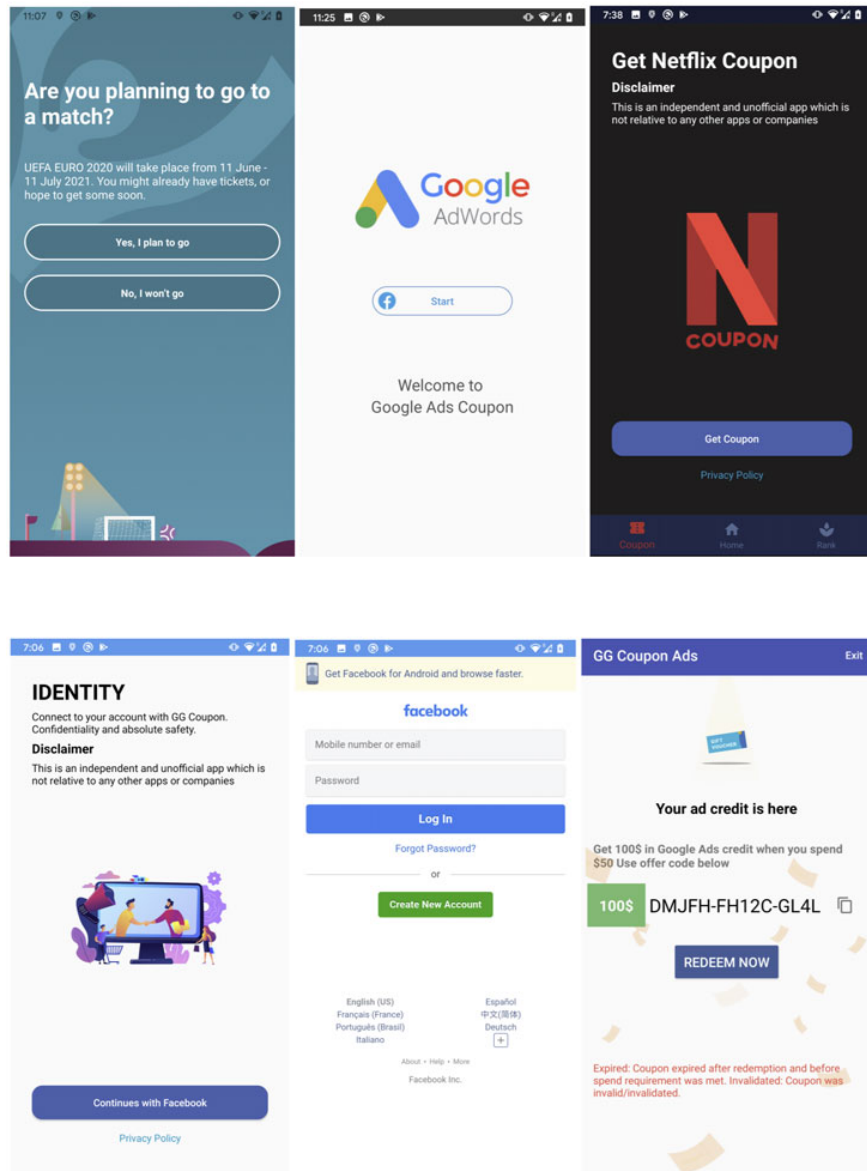 11:07
Are you planning to go to
a match?
UEFA EURO 2020 will take place from 11 June -
11 July 2021. You might already have tickets, or
hope to get some soon.
Yes, I plan to go
No, I won't go
11:25
Google
AdWords
Start
Welcome to
Google Ads Coupon
7:38
Get Netflix Coupon
Disclaimer
This is an independent and unofficial app which is
not relative to any other apps or companies
N
COUPON
Get Coupon
Privacy Policy
Coupon
Home
Rank
7:06
IDENTITY
Connect to your account with GG Coupon.
Confidentiality and absolute safety.
Disclaimer
This is an independent and unofficial app which is
not relative to any other apps or companies
Continues with Facebook
Privacy Policy
7:06
Get Facebook for Android and browse faster.
facebook
Mobile number or email
Password
Log In
Forgot Password?
or
Create New Account
English (US)
Español
Français (France)
中文(简体)
Português (Brasil)
Deutsch
Italiano
+
About • Help • More
Facebook Inc.
GG Coupon Ads
Exit
GIFT
VOUCHER
Your ad credit is here
Get 100$ in Google Ads credit when you spend
$50 Use offer code below
100$ DMJFH-FH12C-GL4L
REDEEM NOW
Expired: Coupon expired after redemption and before
spend requirement was met. Invalidated: Coupon was
invalid/invalidated.